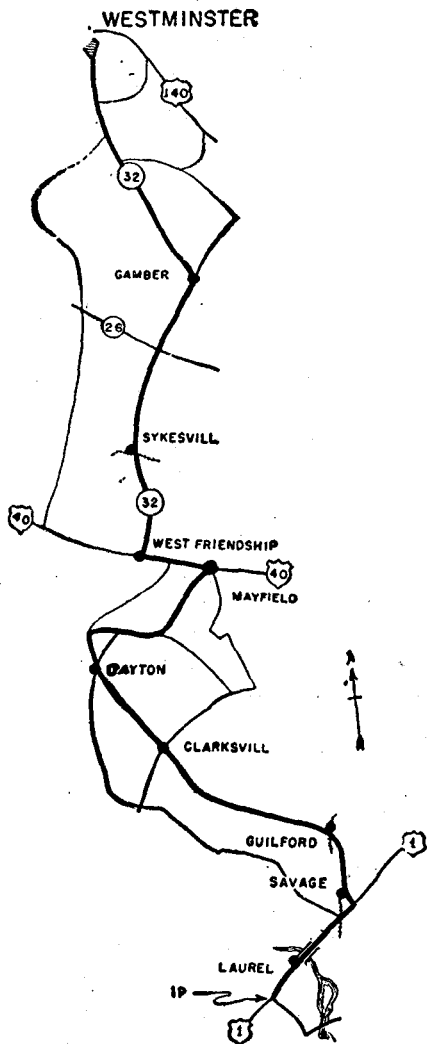 WESTMINSTER
140
32
GAMBER
26
SYKESVILL
32
40
WEST FRIENDSHIP
40
MAYFIELD
DAYTON
CLARKSVILL
GUILFORD
1
SAVAGE
LAUREL
IP
1